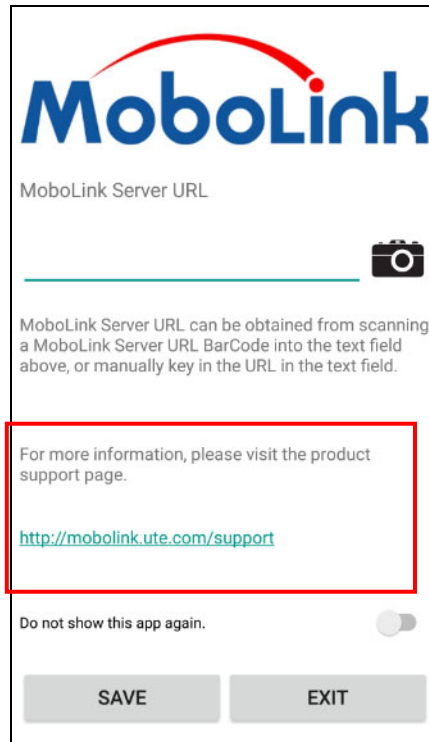 MoboLink
MoboLink Server URL
MoboLink Server URL can be obtained from scanning
a MoboLink Server URL BarCode into the text field
above, or manually key in the URL in the text field.
For more information, please visit the product
support page.
http://mobolink.ute.com/support
Do not show this app again.
SAVE
EXIT